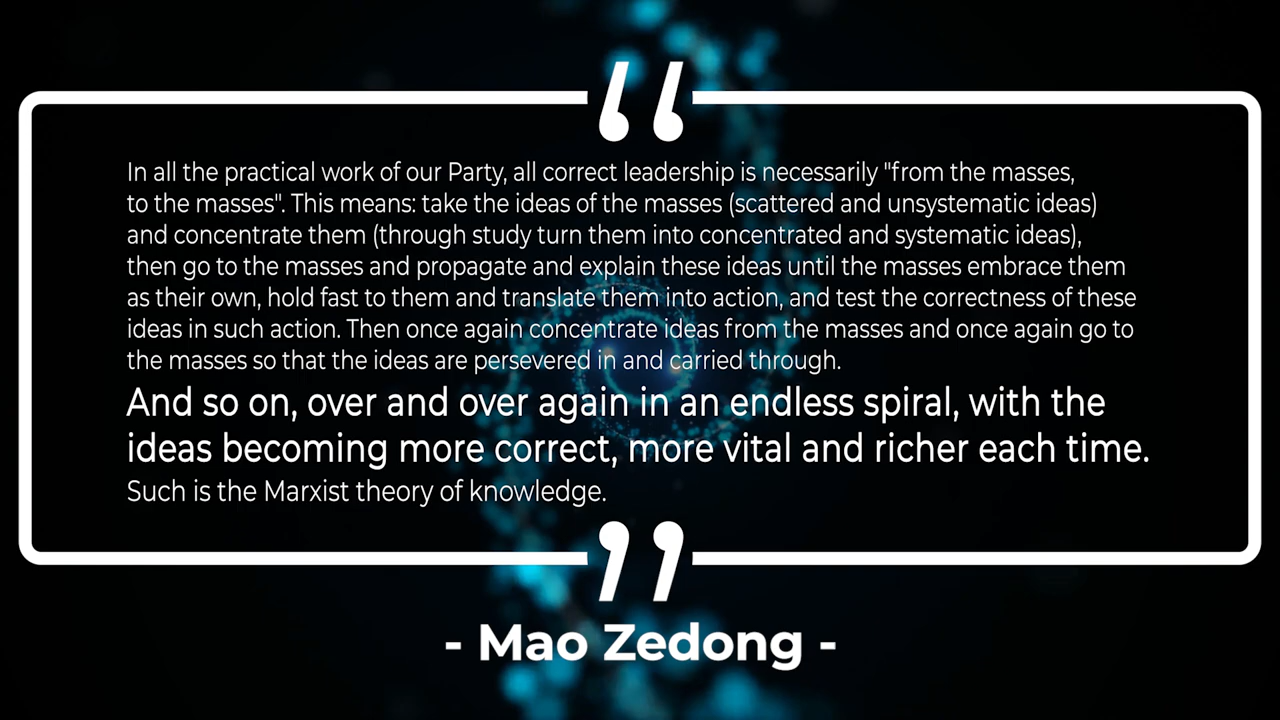 “
In all the practical work of our Party, all correct leadership is necessarily "from the masses,
to the masses". This means: take the ideas of the masses (scattered and unsystematic ideas)
and concentrate them (through study turn them into concentrated and systematic ideas),
then go to the masses and propagate and explain these ideas until the masses embrace them
as their own, hold fast to them and translate them into action, and test the correctness of these
ideas in such action. Then once again concentrate ideas from the masses and once again go to
the masses so that the ideas are persevered in and carried through.
And so on, over and over again in an endless spiral, with the
ideas becoming more correct, more vital and richer each time.
Such is the Marxist theory of knowledge.
”
- Mao Zedong -